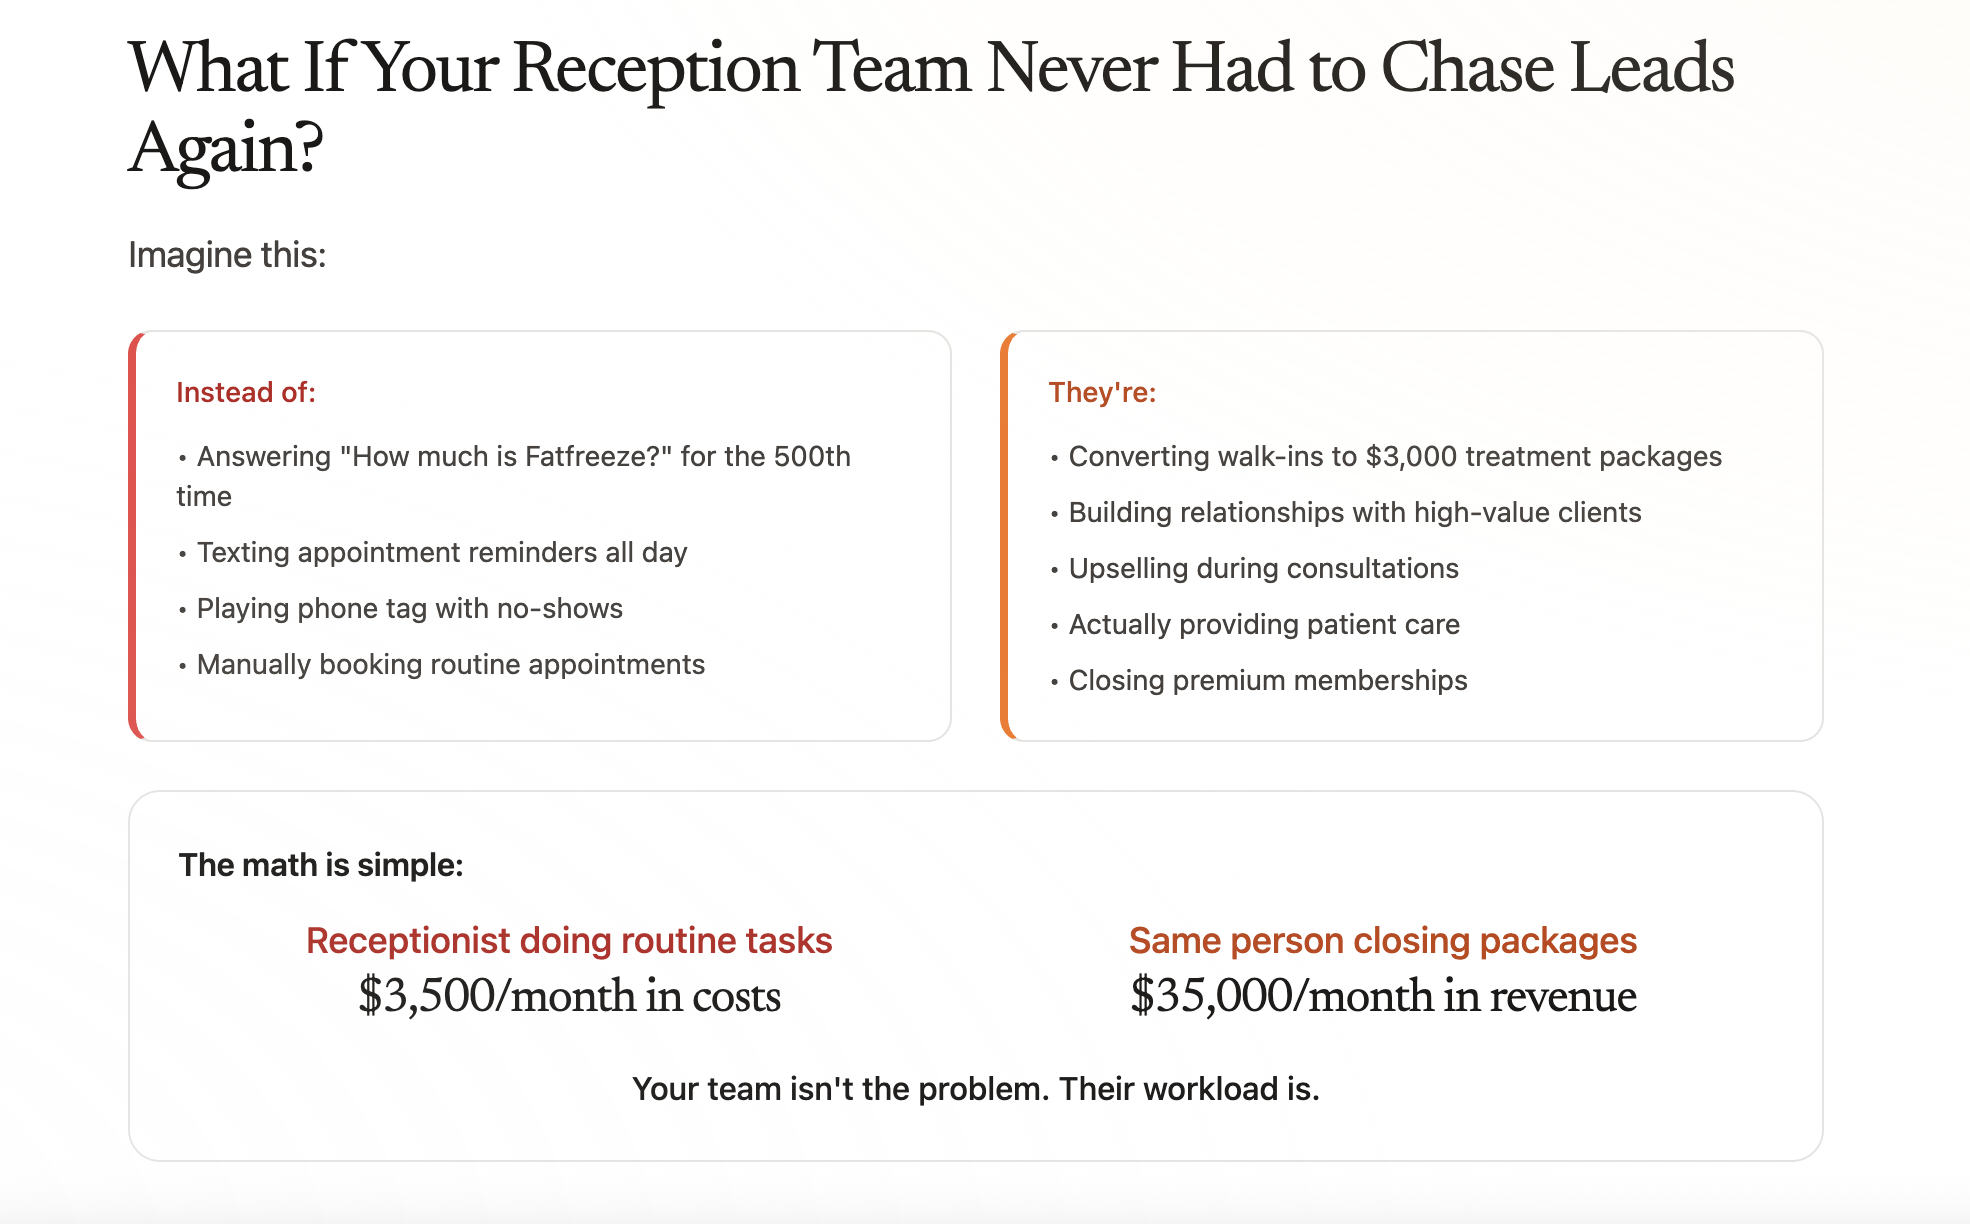 What If Your Reception Team Never Had to Chase Leads
Again?
Imagine this:
Instead of:
• Answering "How much is Fatfreeze?" for the 500th
time
• Texting appointment reminders all day
• Playing phone tag with no-shows
• Manually booking routine appointments
They're:
• Converting walk-ins to $3,000 treatment packages
• Building relationships with high-value clients
• Upselling during consultations
• Actually providing patient care
• Closing premium memberships
The math is simple:
Receptionist doing routine tasks
$3,500/month in costs
Same person closing packages
$35,000/month in revenue
Your team isn't the problem. Their workload is.